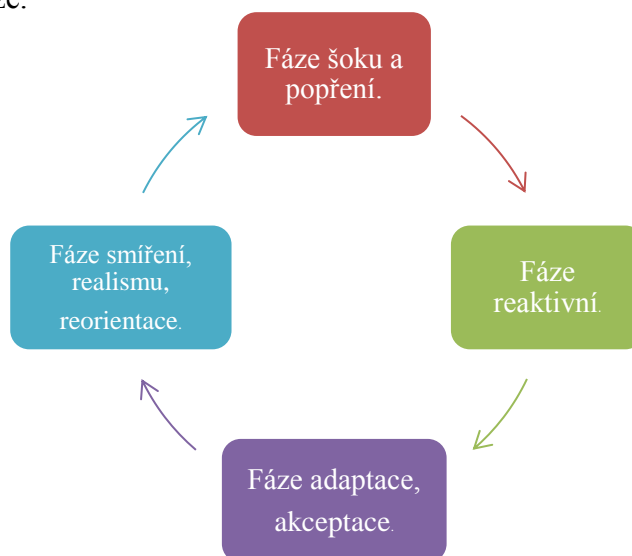 Fáze šoku a
popření.
Fáze
reaktivní.
Fáze adaptace,
akceptace.
Fáze smíření,
realismu,
reorientace.